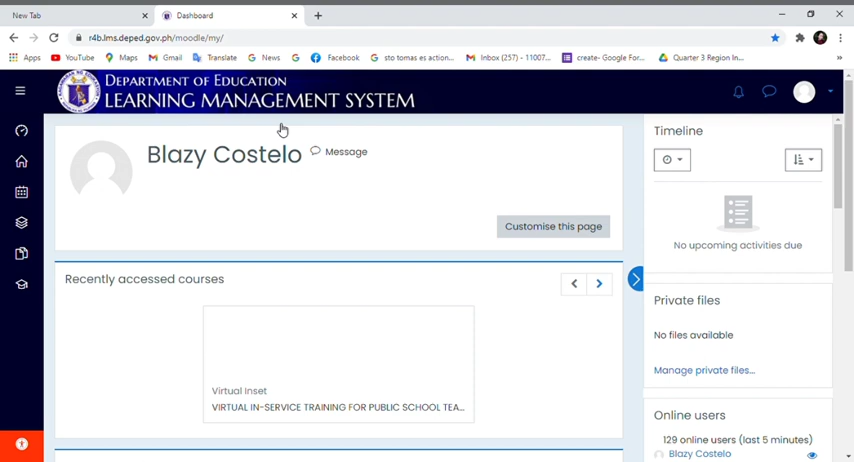 New Tab
Dashboard
r4b.lms.deped.gov.ph/moodle/my/
Apps
YouTube
Maps
Gmail
Translate
News
Facebook
sto tomas es action...
Inbox (257) - 11007...
create- Google For...
Quarter 3 Region In...
DEPARTMENT OF EDUCATION
LEARNING MANAGEMENT SYSTEM
Blazy Costelo
Message
Customise this page
Recently accessed courses
Virtual Inset
VIRTUAL IN-SERVICE TRAINING FOR PUBLIC SCHOOL TEA...
Timeline
No upcoming activities due
Private files
No files available
Manage private files...
Online users
129 online users (last 5 minutes)
Blazy Costelo